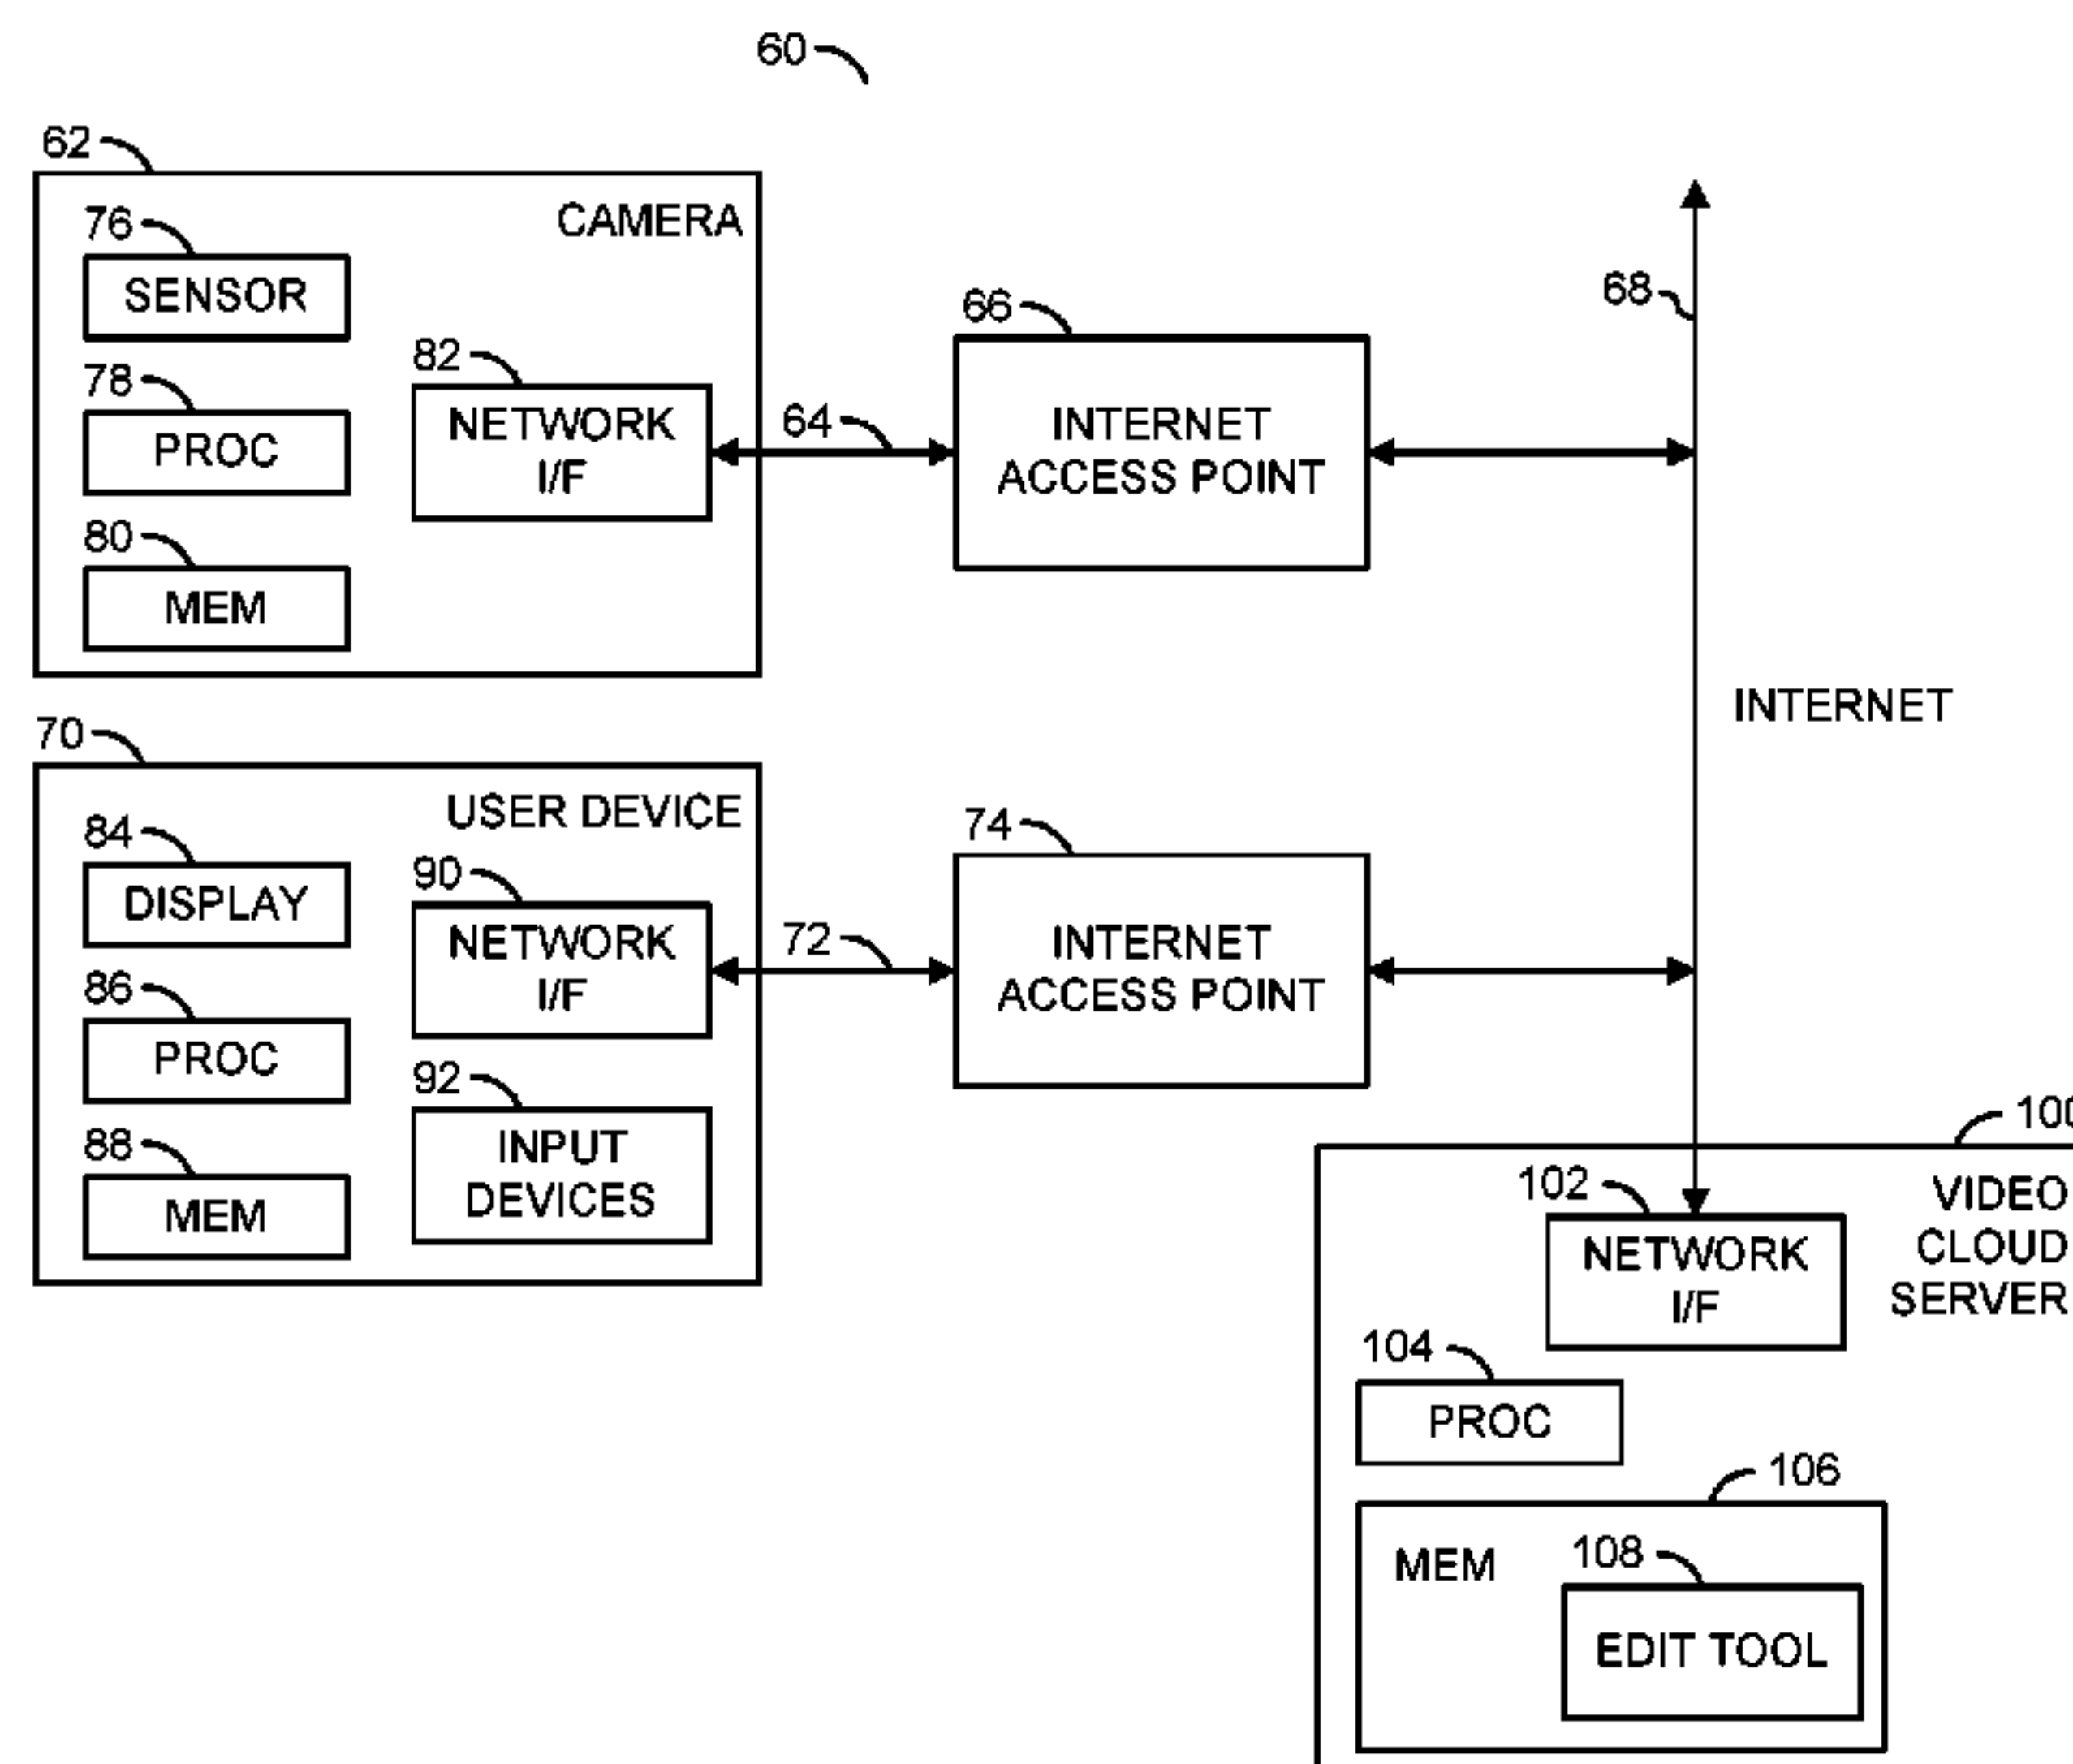 60
62
CAMERA
76
SENSOR
78
PROC
80
MEM
82
NETWORK
I/F
64
66
INTERNET
ACCESS POINT
68
INTERNET
70
USER DEVICE
84
DISPLAY
86
PROC
88
MEM
90
NETWORK
I/F
92
INPUT
DEVICES
72
74
INTERNET
ACCESS POINT
100
VIDEO
CLOUD
SERVER
102
NETWORK
I/F
104
PROC
106
MEM
108
EDIT TOOL